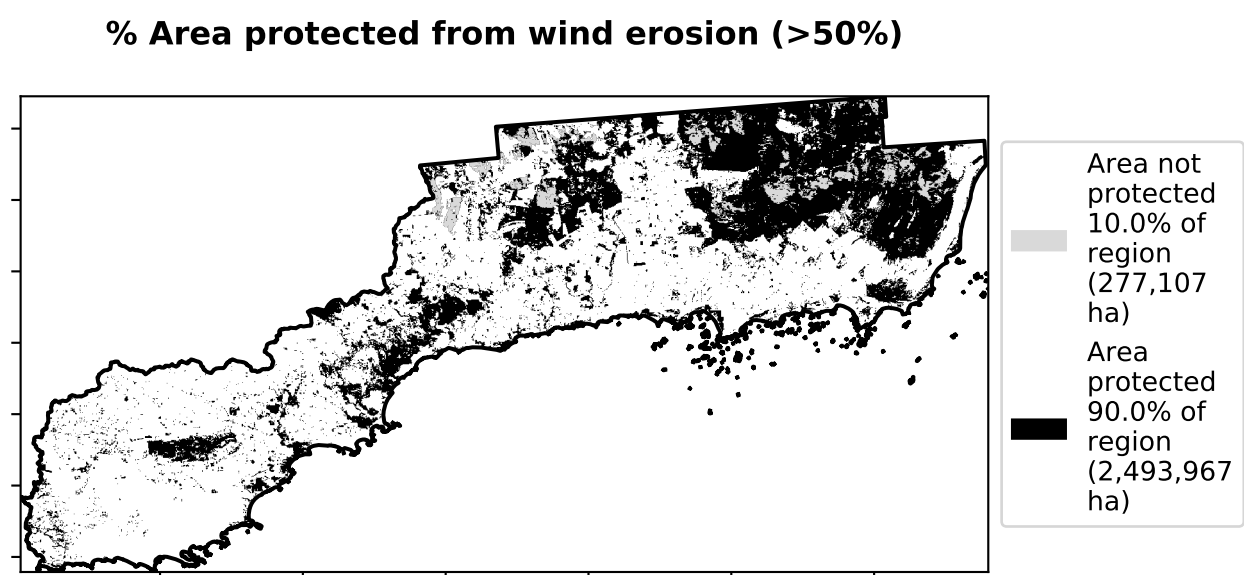 % Area protected from wind erosion (>50%)
Area not
protected
10.0% of
region
(277,107
ha)
Area
protected
90.0% of
region
(2,493,967
ha)